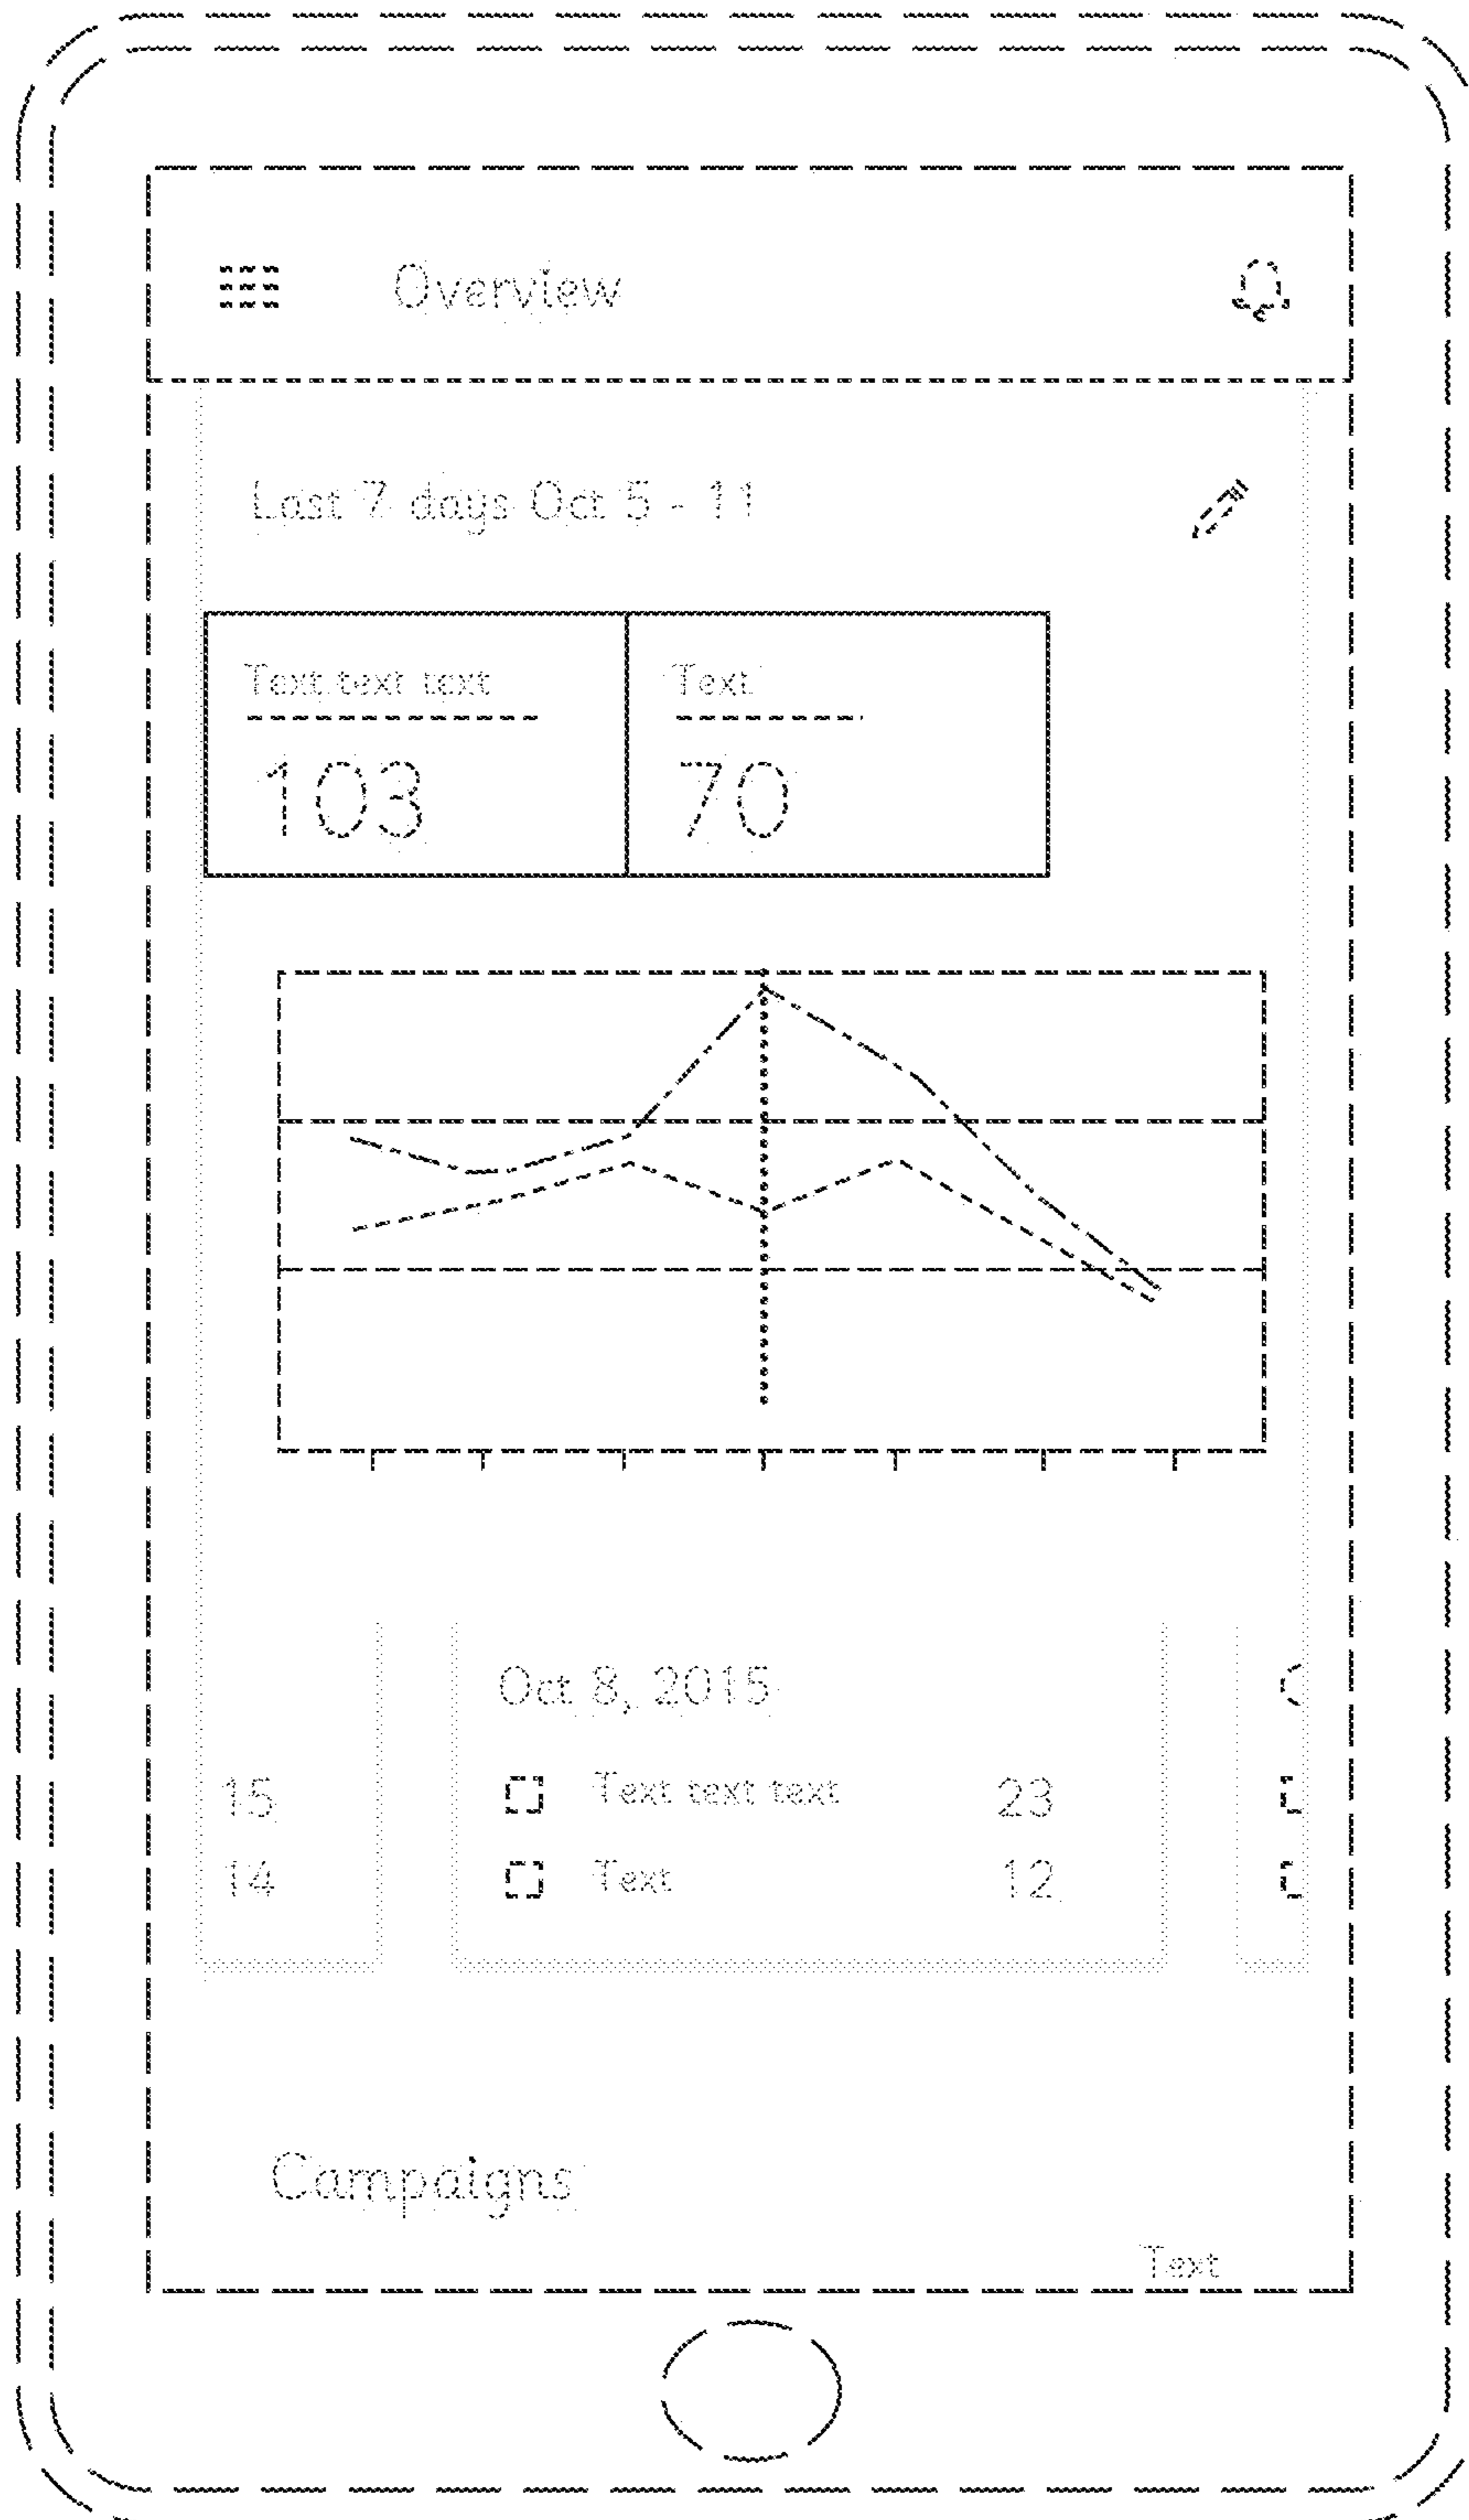 Overview
Last 7 days Oct 5 - 11
Text text text
103
Text
70
Oct 8, 2015
15
Text text text 23
14
Text 12
Campaigns
Text